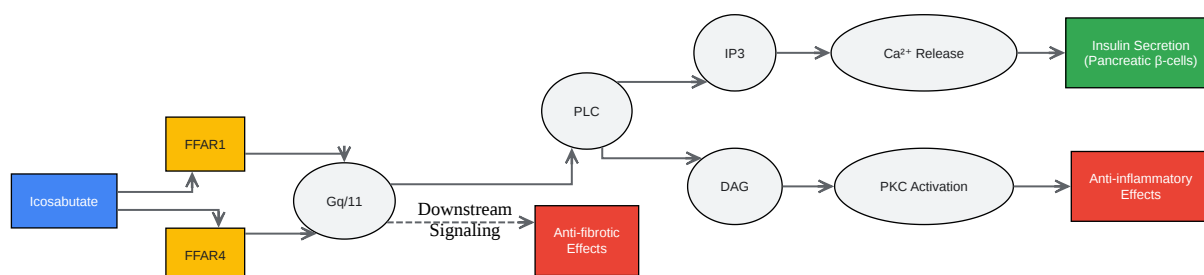 Icosabutate
FFAR1
FFAR4
Gq/11
Downstream
Signaling
Anti-fibrotic
Effects
PLC
IP3
Ca²⁺ Release
Insulin Secretion
(Pancreatic β-cells)
DAG
PKC Activation
Anti-inflammatory
Effects